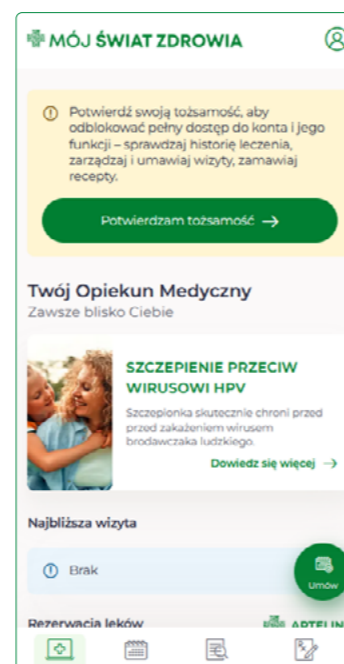 MÓJ ŚWIAT ZDROWIA
Potwierdź swoją tożsamość, aby
odblokować pełny dostęp do konta i jego
funkcji – sprawdzaj historię leczenia,
zarządzaj i umawiaj wizyty, zamawiaj
recepty.
Potwierdzam tożsamość →
Twój Opiekun Medyczny
Zawsze blisko Ciebie
SZCZEPIENIE PRZECIW
WIRUSOWI HPV
Szczepionka skutecznie chroni przed
przed zakażeniem wirusem
brodawczaka ludzkiego.
Dowiedz się więcej →
Najbliższa wizyta
Brak
Umów
Rezerwacja leków
APTELIN